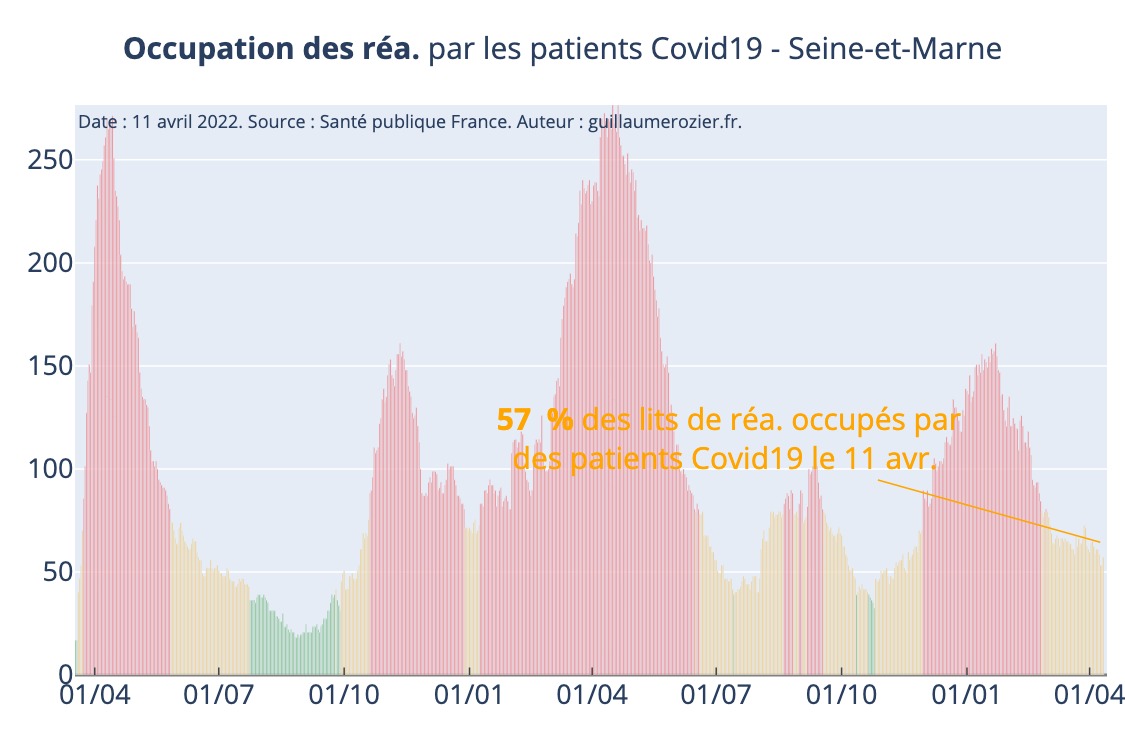 Occupation des réa. par les patients Covid19 - Seine-et-Marne
Date : 11 avril 2022. Source : Santé publique France. Auteur : guillaumerozier.fr.
250
200
150
57 % des lits de réa. occupés par
des patients Covid19 le 11 avr.
100
50
0
01/04 01/07 01/10 01/01 01/04 01/07 01/10 01/01 01/04